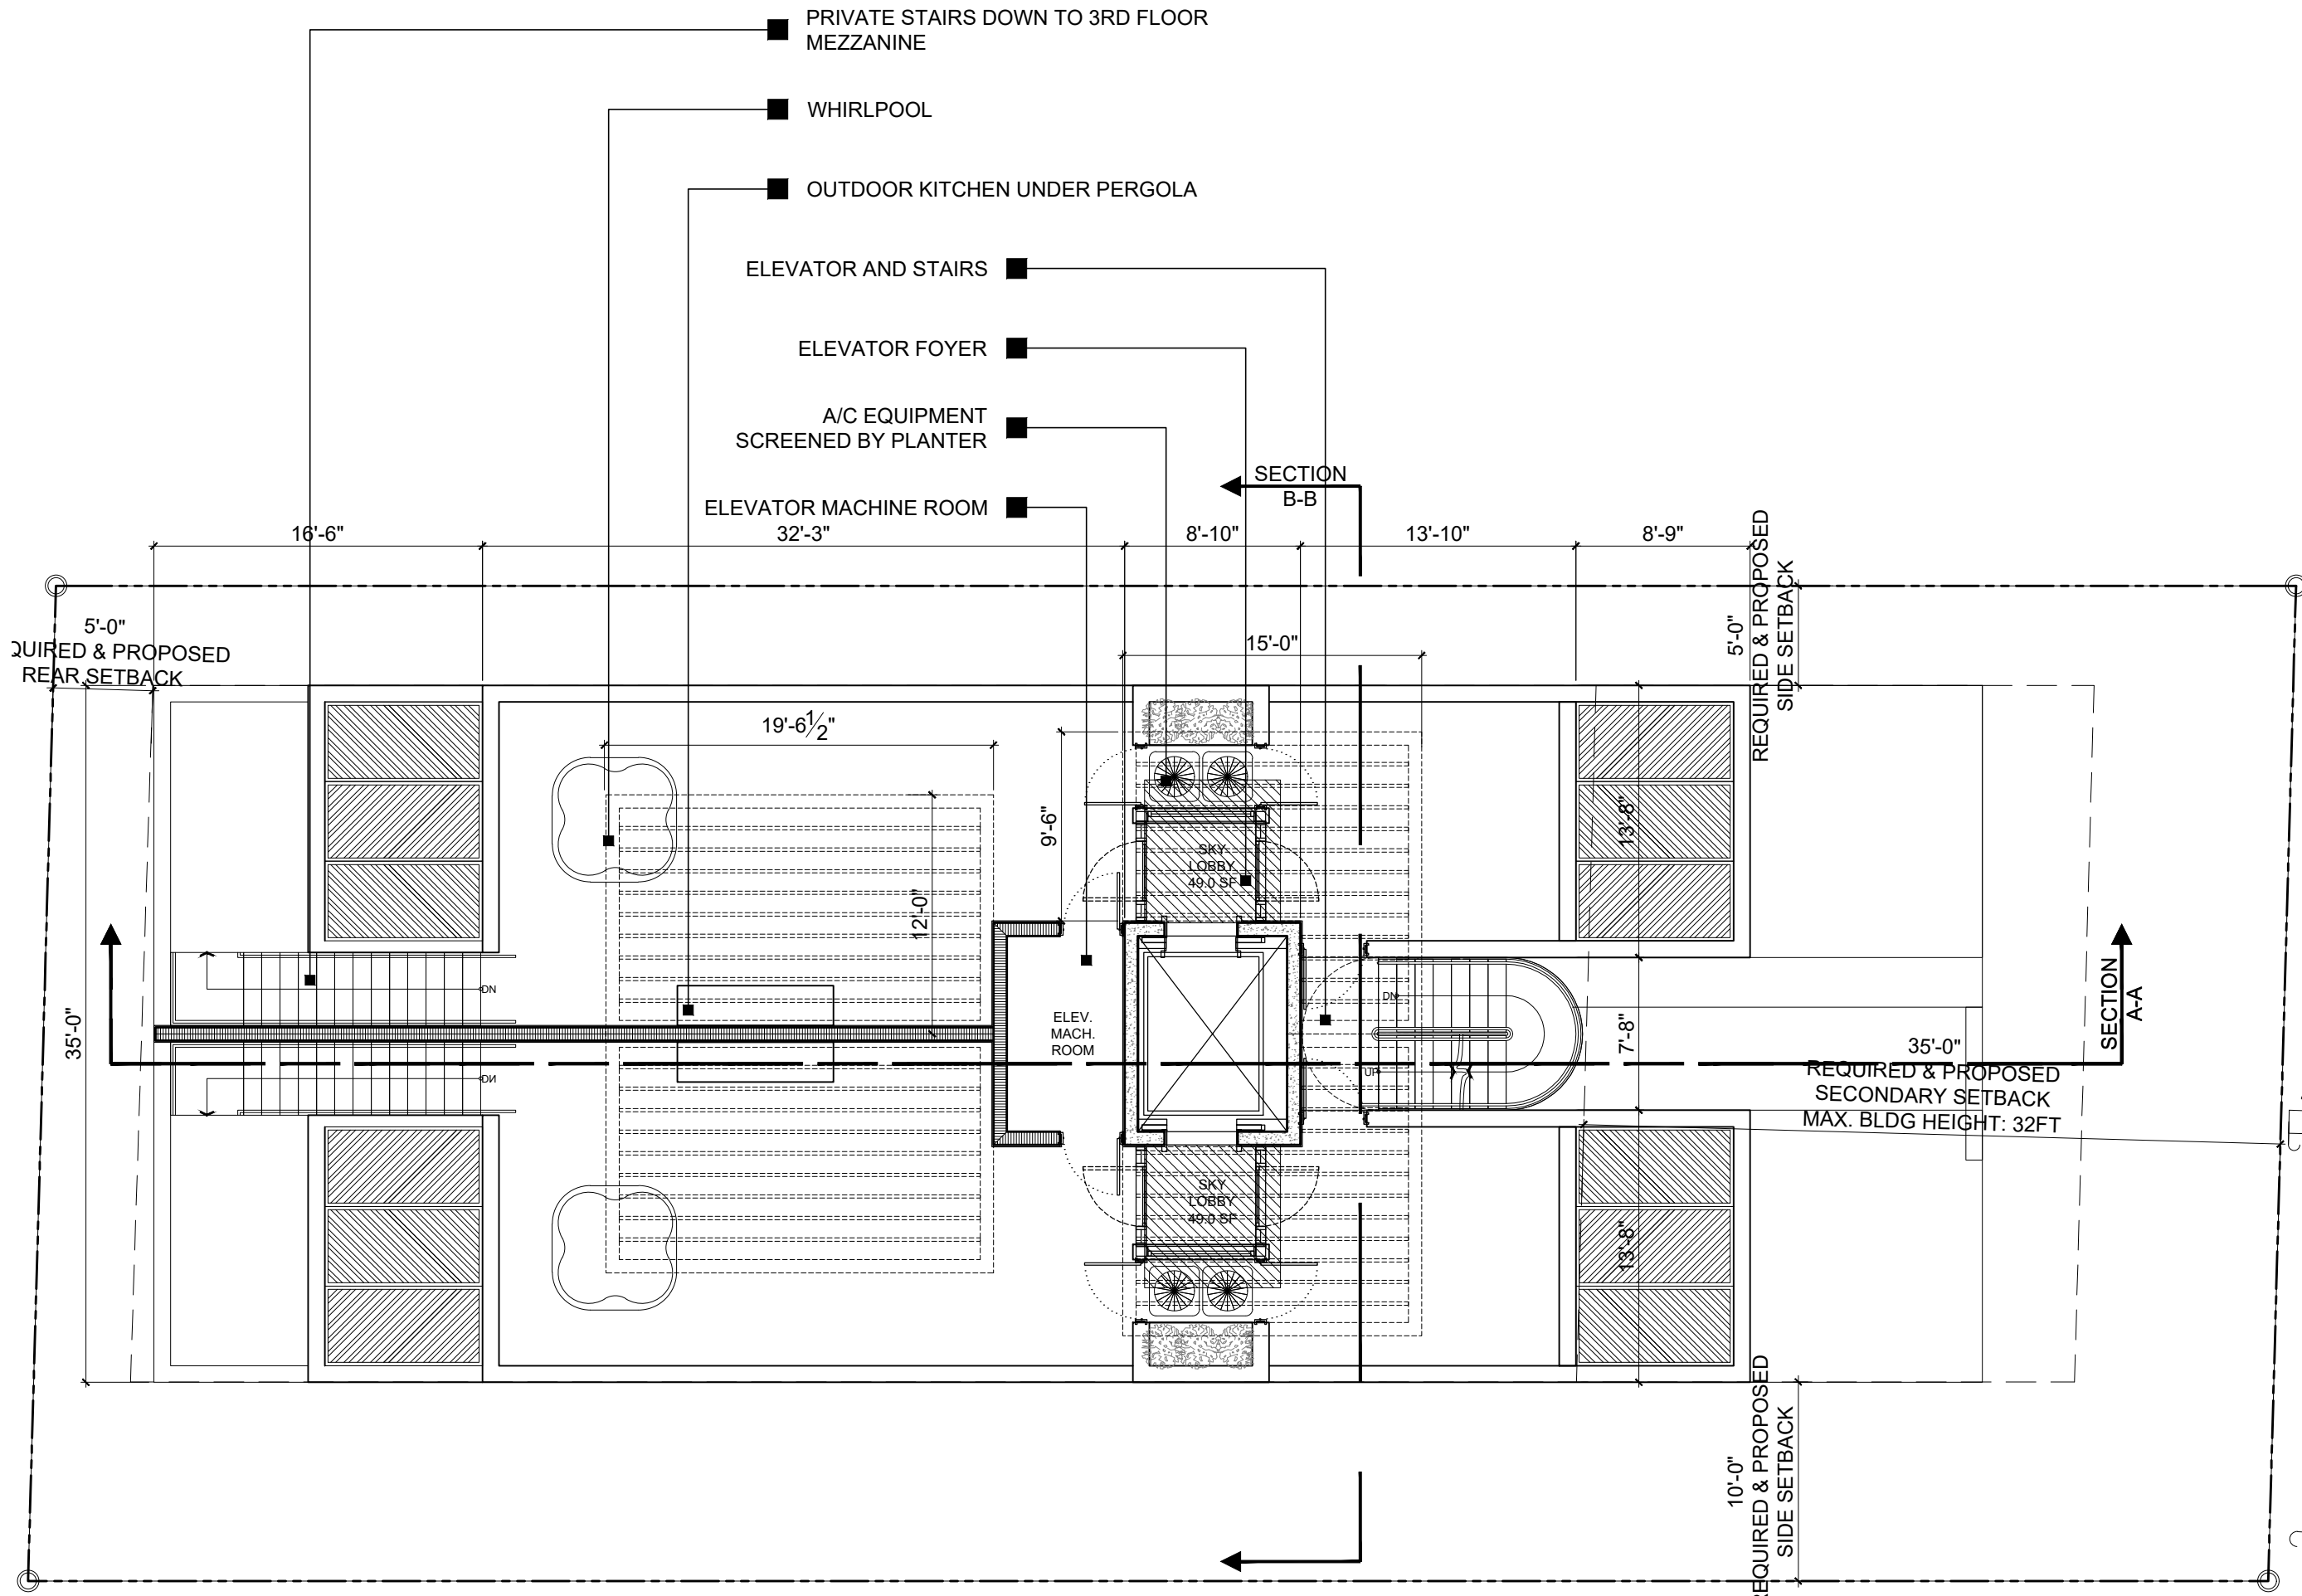 PRIVATE STAIRS DOWN TO 3RD FLOOR
MEZZANINE
WHIRLPOOL
OUTDOOR KITCHEN UNDER PERGOLA
ELEVATOR AND STAIRS
ELEVATOR FOYER
A/C EQUIPMENT
SCREENED BY PLANTER
SECTION
B-B
ELEVATOR MACHINE ROOM
16'-6"
32'-3"
8'-10"
13'-10"
8'-9"
5'-0"
QUIRED & PROPOSED
REAR SETBACK
15'-0"
5'-0"
REQUIRED & PROPOSED
SIDE SETBACK
19'-6½"
9'-6"
13'-8"
12'-0"
SKY
LOBBY
49.0 SF
DN
DN
35'-0"
ELEV.
MACH.
ROOM
7'-8"
SECTION
A-A
DN
UP
35'-0"
REQUIRED & PROPOSED
SECONDARY SETBACK
MAX. BLDG HEIGHT: 32FT
SKY
LOBBY
49.0 SF
13'-8"
10'-0"
REQUIRED & PROPOSED
SIDE SETBACK